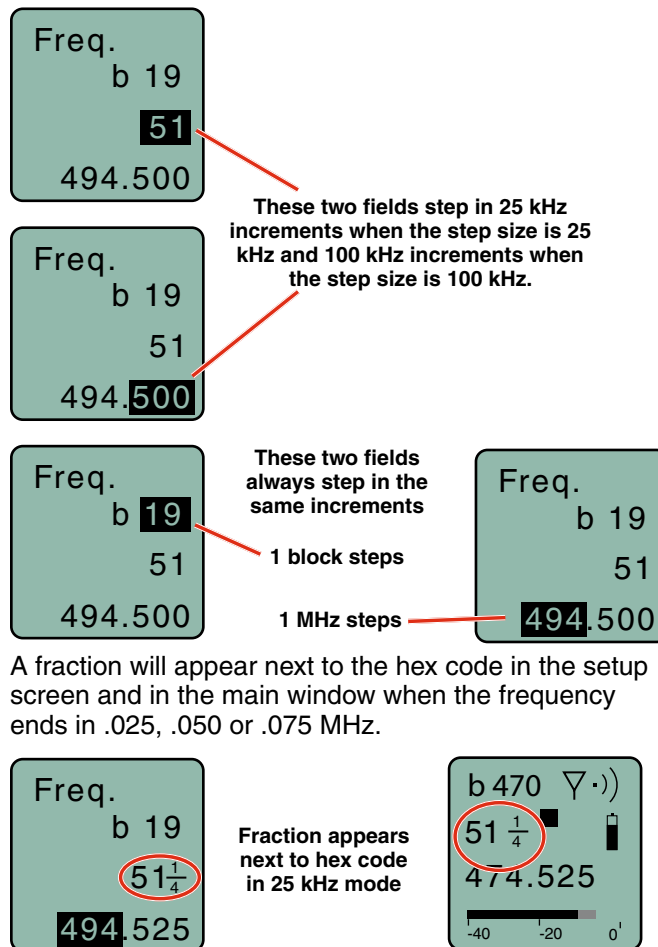 Freq.
b 19
51
494.500
These two fields step in 25 kHz
increments when the step size is 25
kHz and 100 kHz increments when
the step size is 100 kHz.
Freq.
b 19
51
494.500
Freq.
b 19
51
494.500
These two fields
always step in the
same increments
1 block steps
1 MHz steps
Freq.
b 19
51
494.500
A fraction will appear next to the hex code in the setup
screen and in the main window when the frequency
ends in .025, .050 or .075 MHz.
Freq.
b 19
51 1/4
494.525
Fraction appears
next to hex code
in 25 kHz mode
b 470
51 1/4
474.525
-40 -20 0'